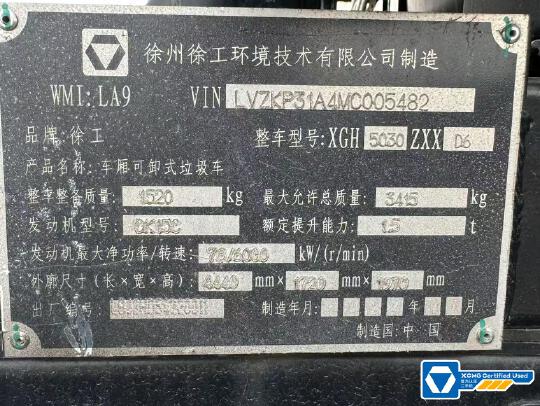 徐州徐工环境技术有限公司制造
WMI: LA9 VIN LVZKP31A4MC005482
品牌: 徐工 整车型号: XGH 5030 ZXX D6
产品名称: 车厢可卸式垃圾车
整车整备质量: 1520 kg 最大允许总质量: 3415 kg
发动机型号: DK15C 额定提升能力: 1.5 t
发动机最大净功率/转速: 78/6000 kW/(r/min)
外廓尺寸(长×宽×高): 4440 mm× 1720 mm× 1970 mm
出厂编号: 制造年月: 年 月
制造国: 中 国
XCMG Certified Used